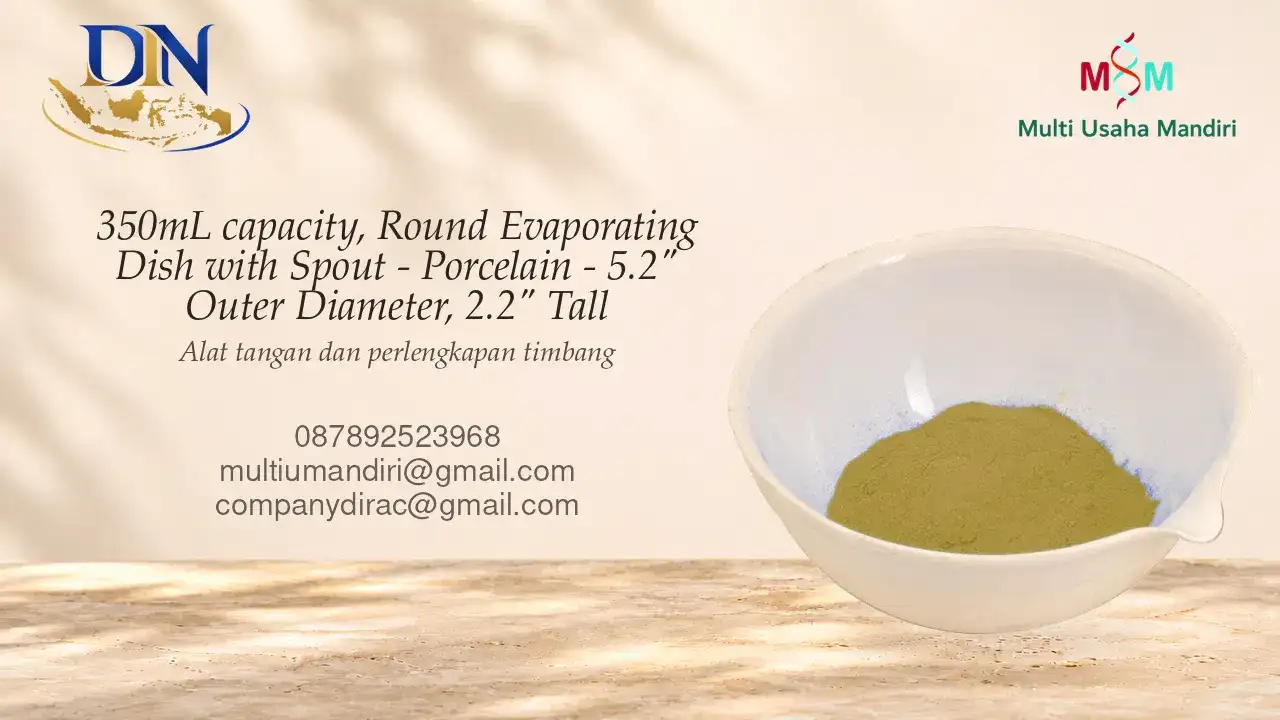 DIN
MSM
Multi Usaha Mandiri
350mL capacity, Round Evaporating
Dish with Spout - Porcelain - 5.2"
Outer Diameter, 2.2" Tall
Alat tangan dan perlengkapan timbang
087892523968
multiumandiri@gmail.com
companydirac@gmail.com